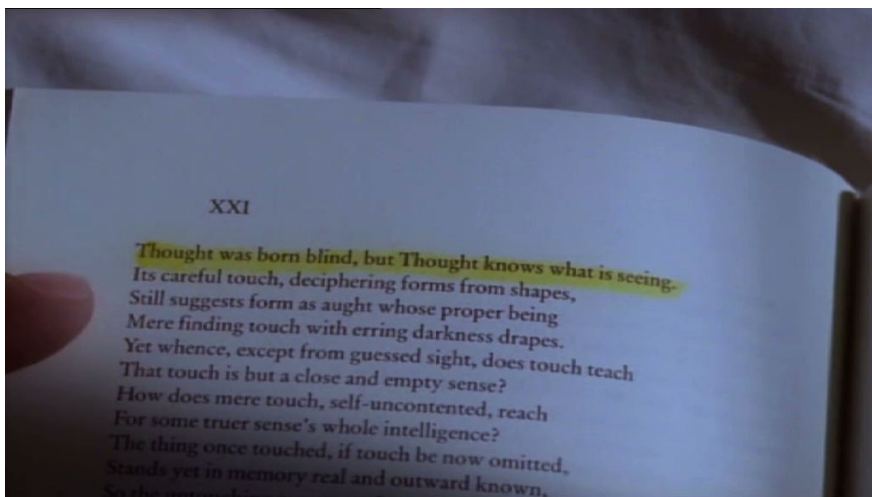 XXI
Thought was born blind, but Thought knows what is seeing.
Its careful touch, deciphering forms from shapes,
Still suggests form as aught whose proper being
Mere finding touch with erring darkness drapes.
Yet whence, except from guessed sight, does touch teach
That touch is but a close and empty sense?
How does mere touch, self-uncontented, reach
For some truer sense's whole intelligence?
The thing once touched, if touch be now omitted,
Stands yet in memory real and outward known,
So the